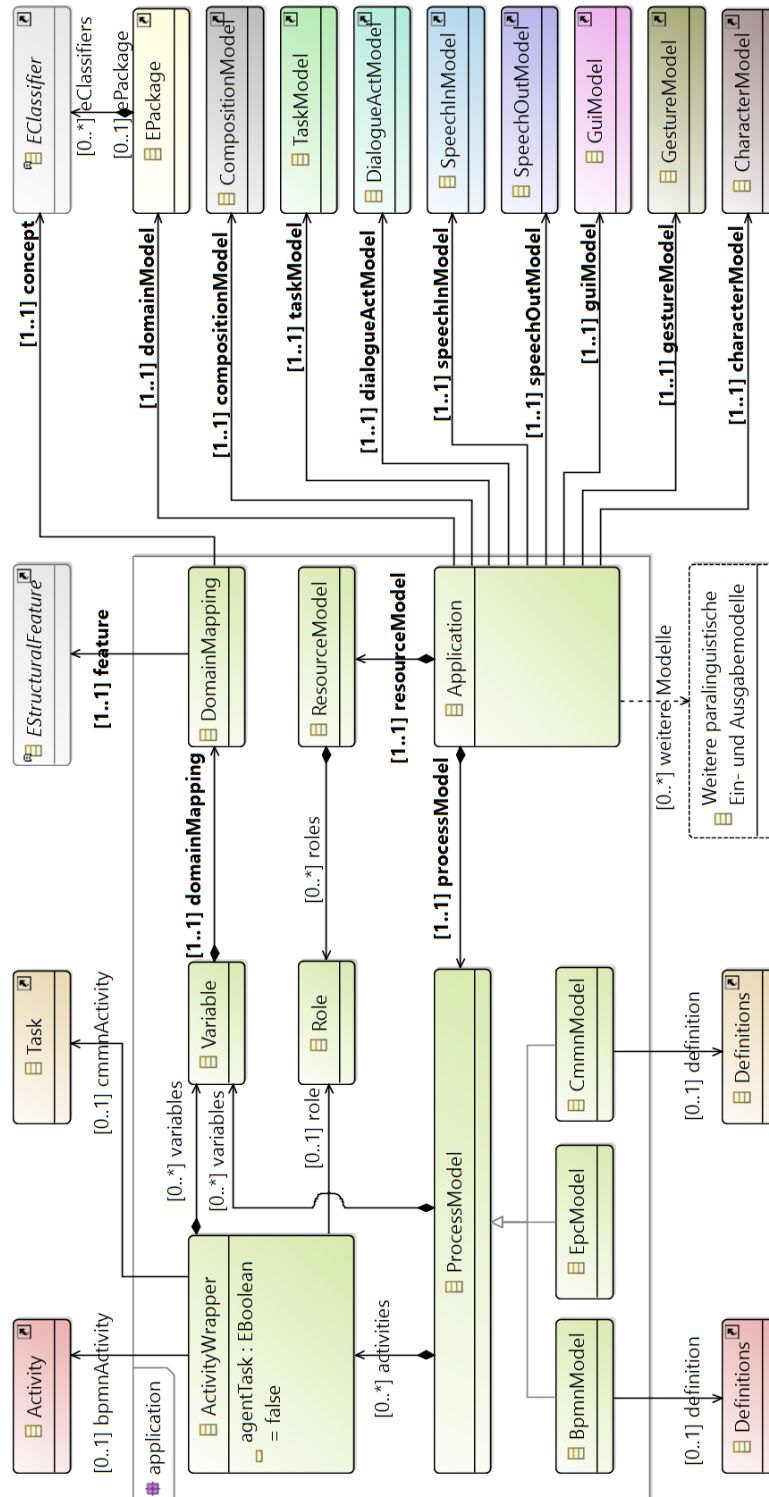 Activity
[0..1] bpmnActivity
Task
[0..1] cmmnActivity
EStructuralFeature
[1..1] feature
EClassifier
[1..1] concept
[0..*] eClassifiers
[0..1] ePackage
EPackage
[1..1] domainModel
CompositionModel
[1..1] compositionModel
TaskModel
[1..1] taskModel
DialogueActModel
[1..1] dialogueActModel
SpeechInModel
[1..1] speechInModel
SpeechOutModel
[1..1] speechOutModel
GuiModel
[1..1] guiModel
GestureModel
[1..1] gestureModel
CharacterModel
[1..1] characterModel
application
ActivityWrapper
agentTask : EBoolean
= false
[0..*] variables
[0..*] variables
[0..1] role
Variable
[1..1] domainMapping
DomainMapping
Role
[0..*] roles
ResourceModel
[1..1] resourceModel
Application
[0..*] activities
ProcessModel
[1..1] processModel
BpmnModel
EpcModel
CmmnModel
[0..1] definition
[0..1] definition
Definitions
Definitions
[0..*] weitere Modelle
Weitere paralinguistische
Ein- und Ausgabemodelle